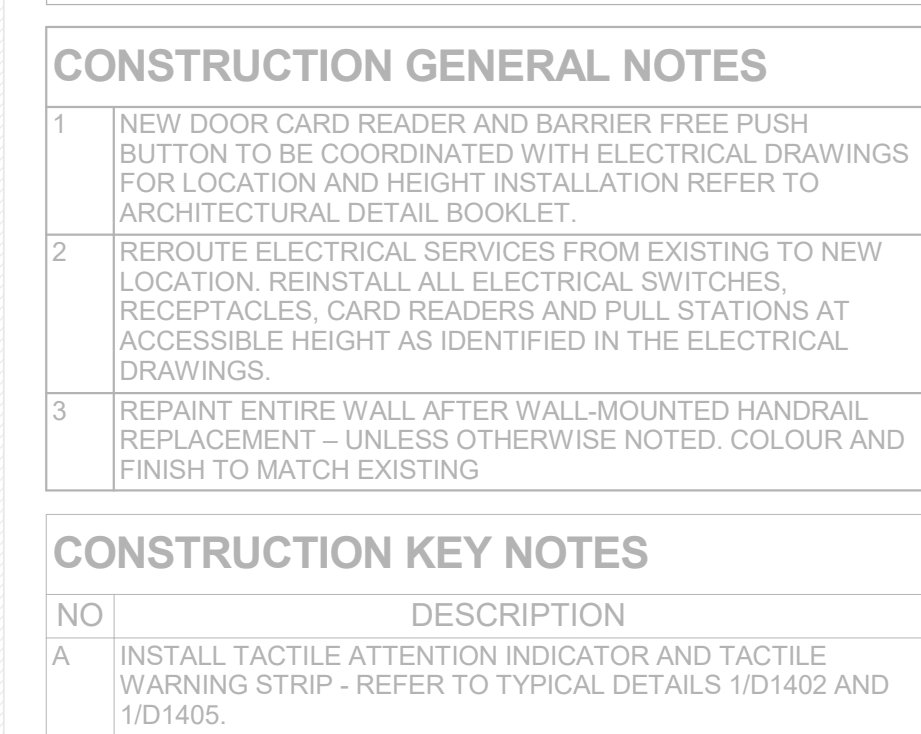 CONSTRUCTION GENERAL NOTES
1 NEW DOOR CARD READER AND BARRIER FREE PUSH
BUTTON TO BE COORDINATED WITH ELECTRICAL DRAWINGS
FOR LOCATION AND HEIGHT INSTALLATION REFER TO
ARCHITECTURAL DETAIL BOOKLET.
2 REROUTE ELECTRICAL SERVICES FROM EXISTING TO NEW
LOCATION. REINSTALL ALL ELECTRICAL SWITCHES,
RECEPTACLES, CARD READERS AND PULL STATIONS AT
ACCESSIBLE HEIGHT AS IDENTIFIED IN THE ELECTRICAL
DRAWINGS.
3 REPAINT ENTIRE WALL AFTER WALL-MOUNTED HANDRAIL
REPLACEMENT – UNLESS OTHERWISE NOTED. COLOUR AND
FINISH TO MATCH EXISTING
CONSTRUCTION KEY NOTES
NO DESCRIPTION
A INSTALL TACTILE ATTENTION INDICATOR AND TACTILE
WARNING STRIP - REFER TO TYPICAL DETAILS 1/D1402 AND
1/D1405.